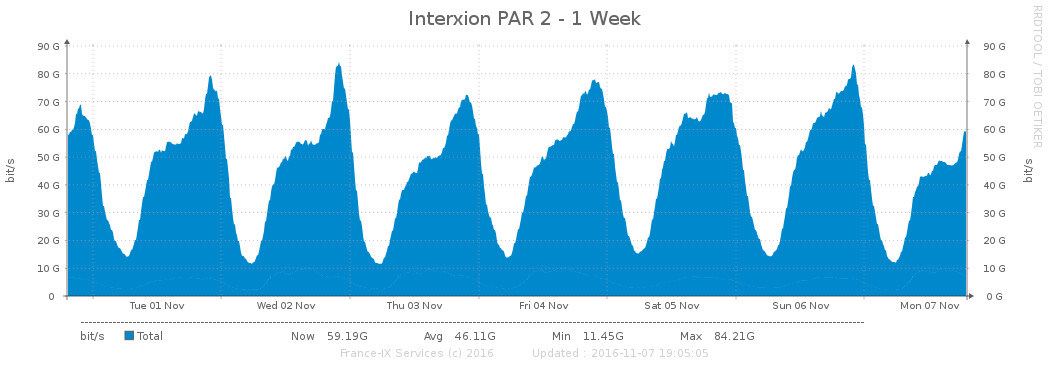 Interxion PAR 2 - 1 Week
RRDTOOL / TOBI OETIKER
90 G 90 G
80 G 80 G
70 G 70 G
60 G 60 G
50 G 50 G
40 G 40 G
30 G 30 G
20 G 20 G
10 G 10 G
0 0 G
bit/s bit/s
Tue 01 Nov Wed 02 Nov Thu 03 Nov Fri 04 Nov Sat 05 Nov Sun 06 Nov Mon 07 Nov
bit/s Total Now 59.19G Avg 46.11G Min 11.45G Max 84.21G
France-IX Services (c) 2016 Updated : 2016-11-07 19:05:05